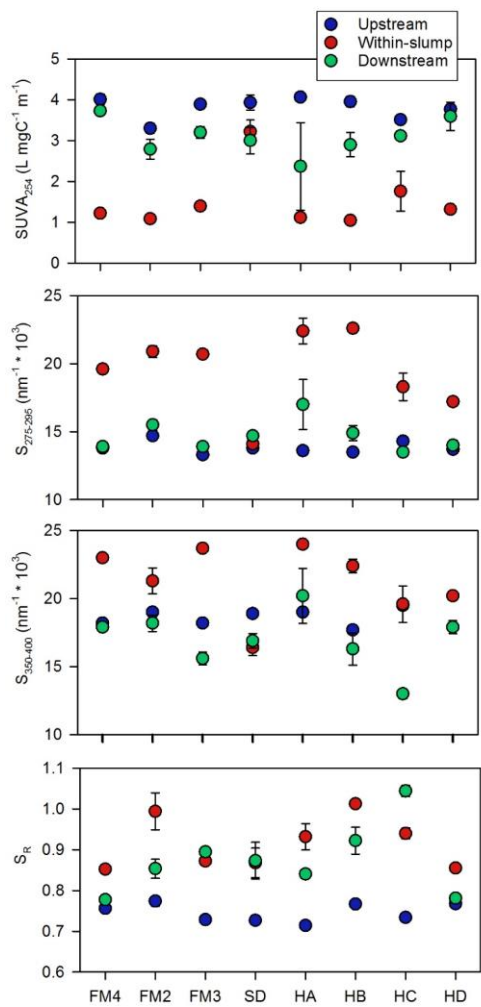 Upstream
Within-slump
Downstream
SUVA₂₅₄ (L mgC⁻¹ m⁻¹)
5
4
3
2
1
0
S₂₇₅₋₂₉₅ (nm⁻¹ * 10³)
25
20
15
10
S₃₅₀₋₄₀₀ (nm⁻¹ * 10³)
25
20
15
10
S_R
1.1
1.0
0.9
0.8
0.7
0.6
FM4 FM2 FM3 SD HA HB HC HD